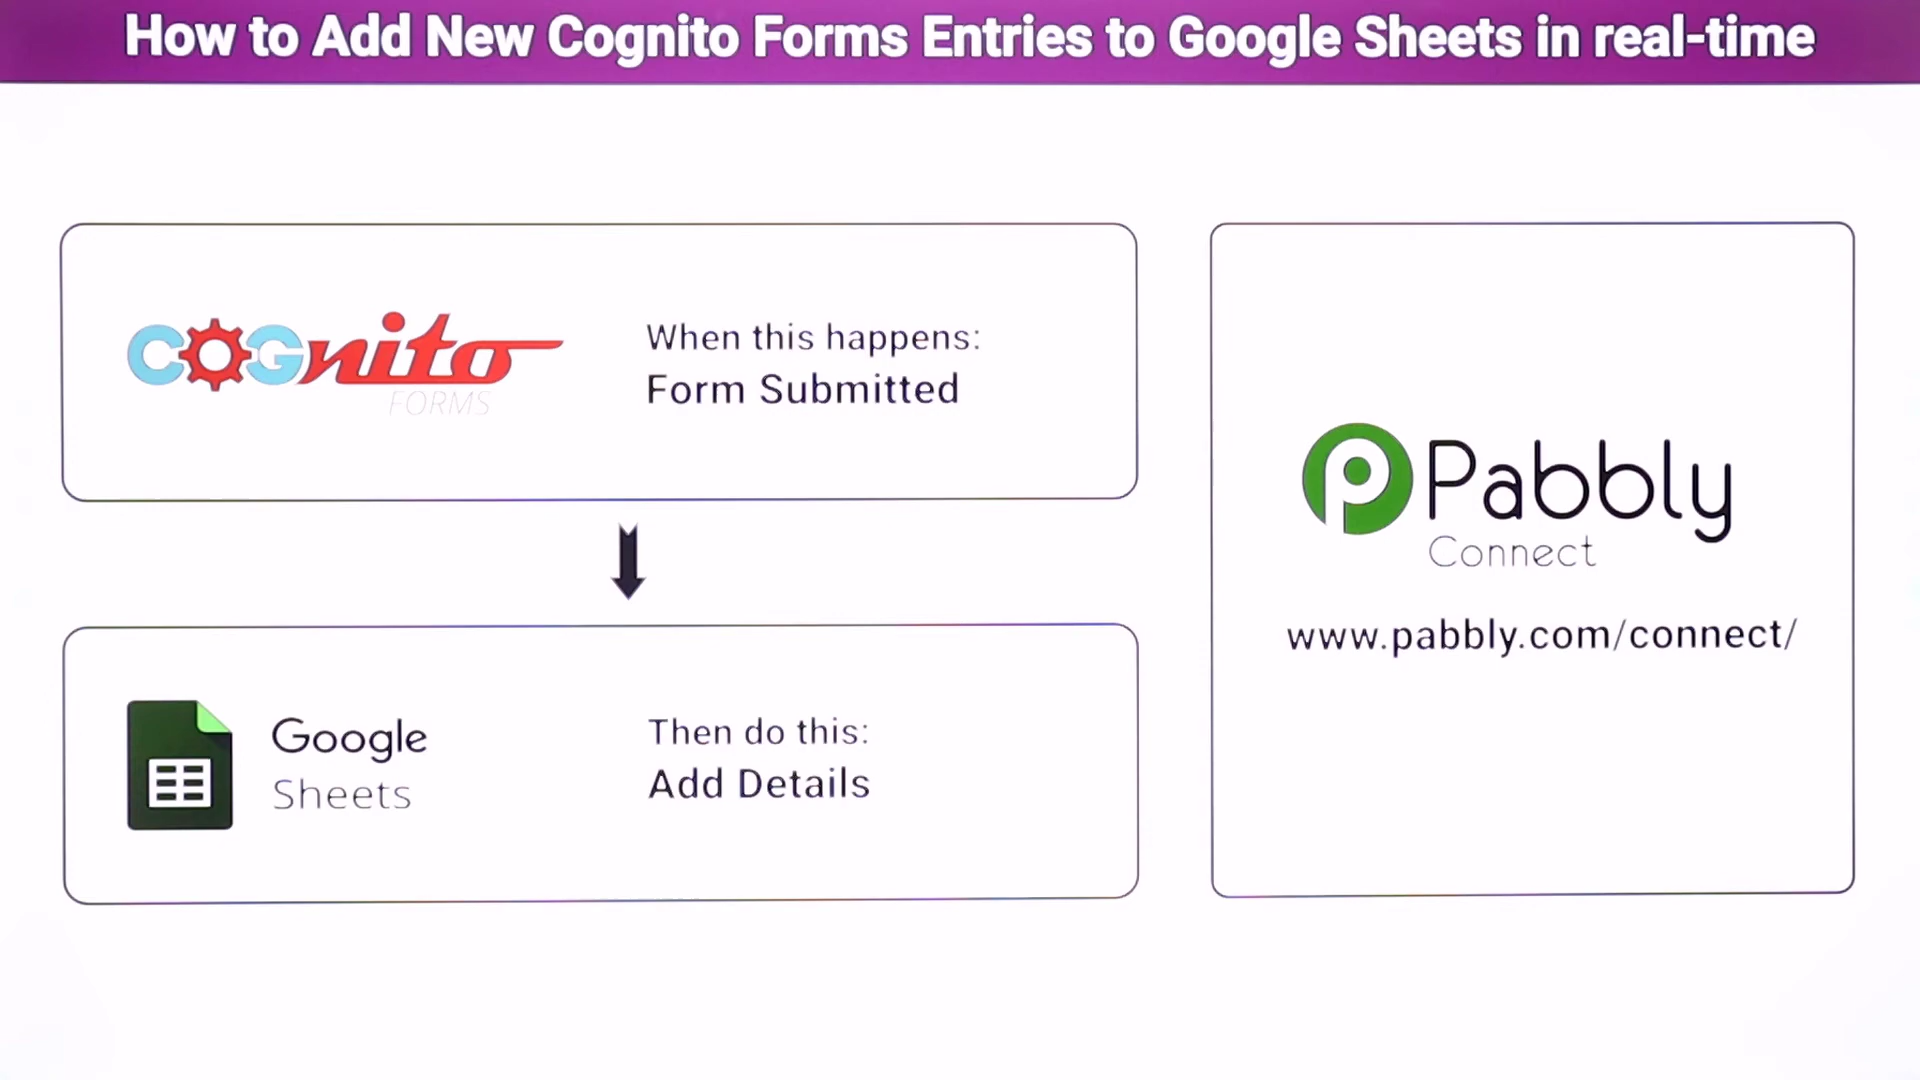 How to Add New Cognito Forms Entries to Google Sheets in real-time
COGnito
FORMS
When this happens:
Form Submitted
Google
Sheets
Then do this:
Add Details
Pabbly
Connect
www.pabbly.com/connect/